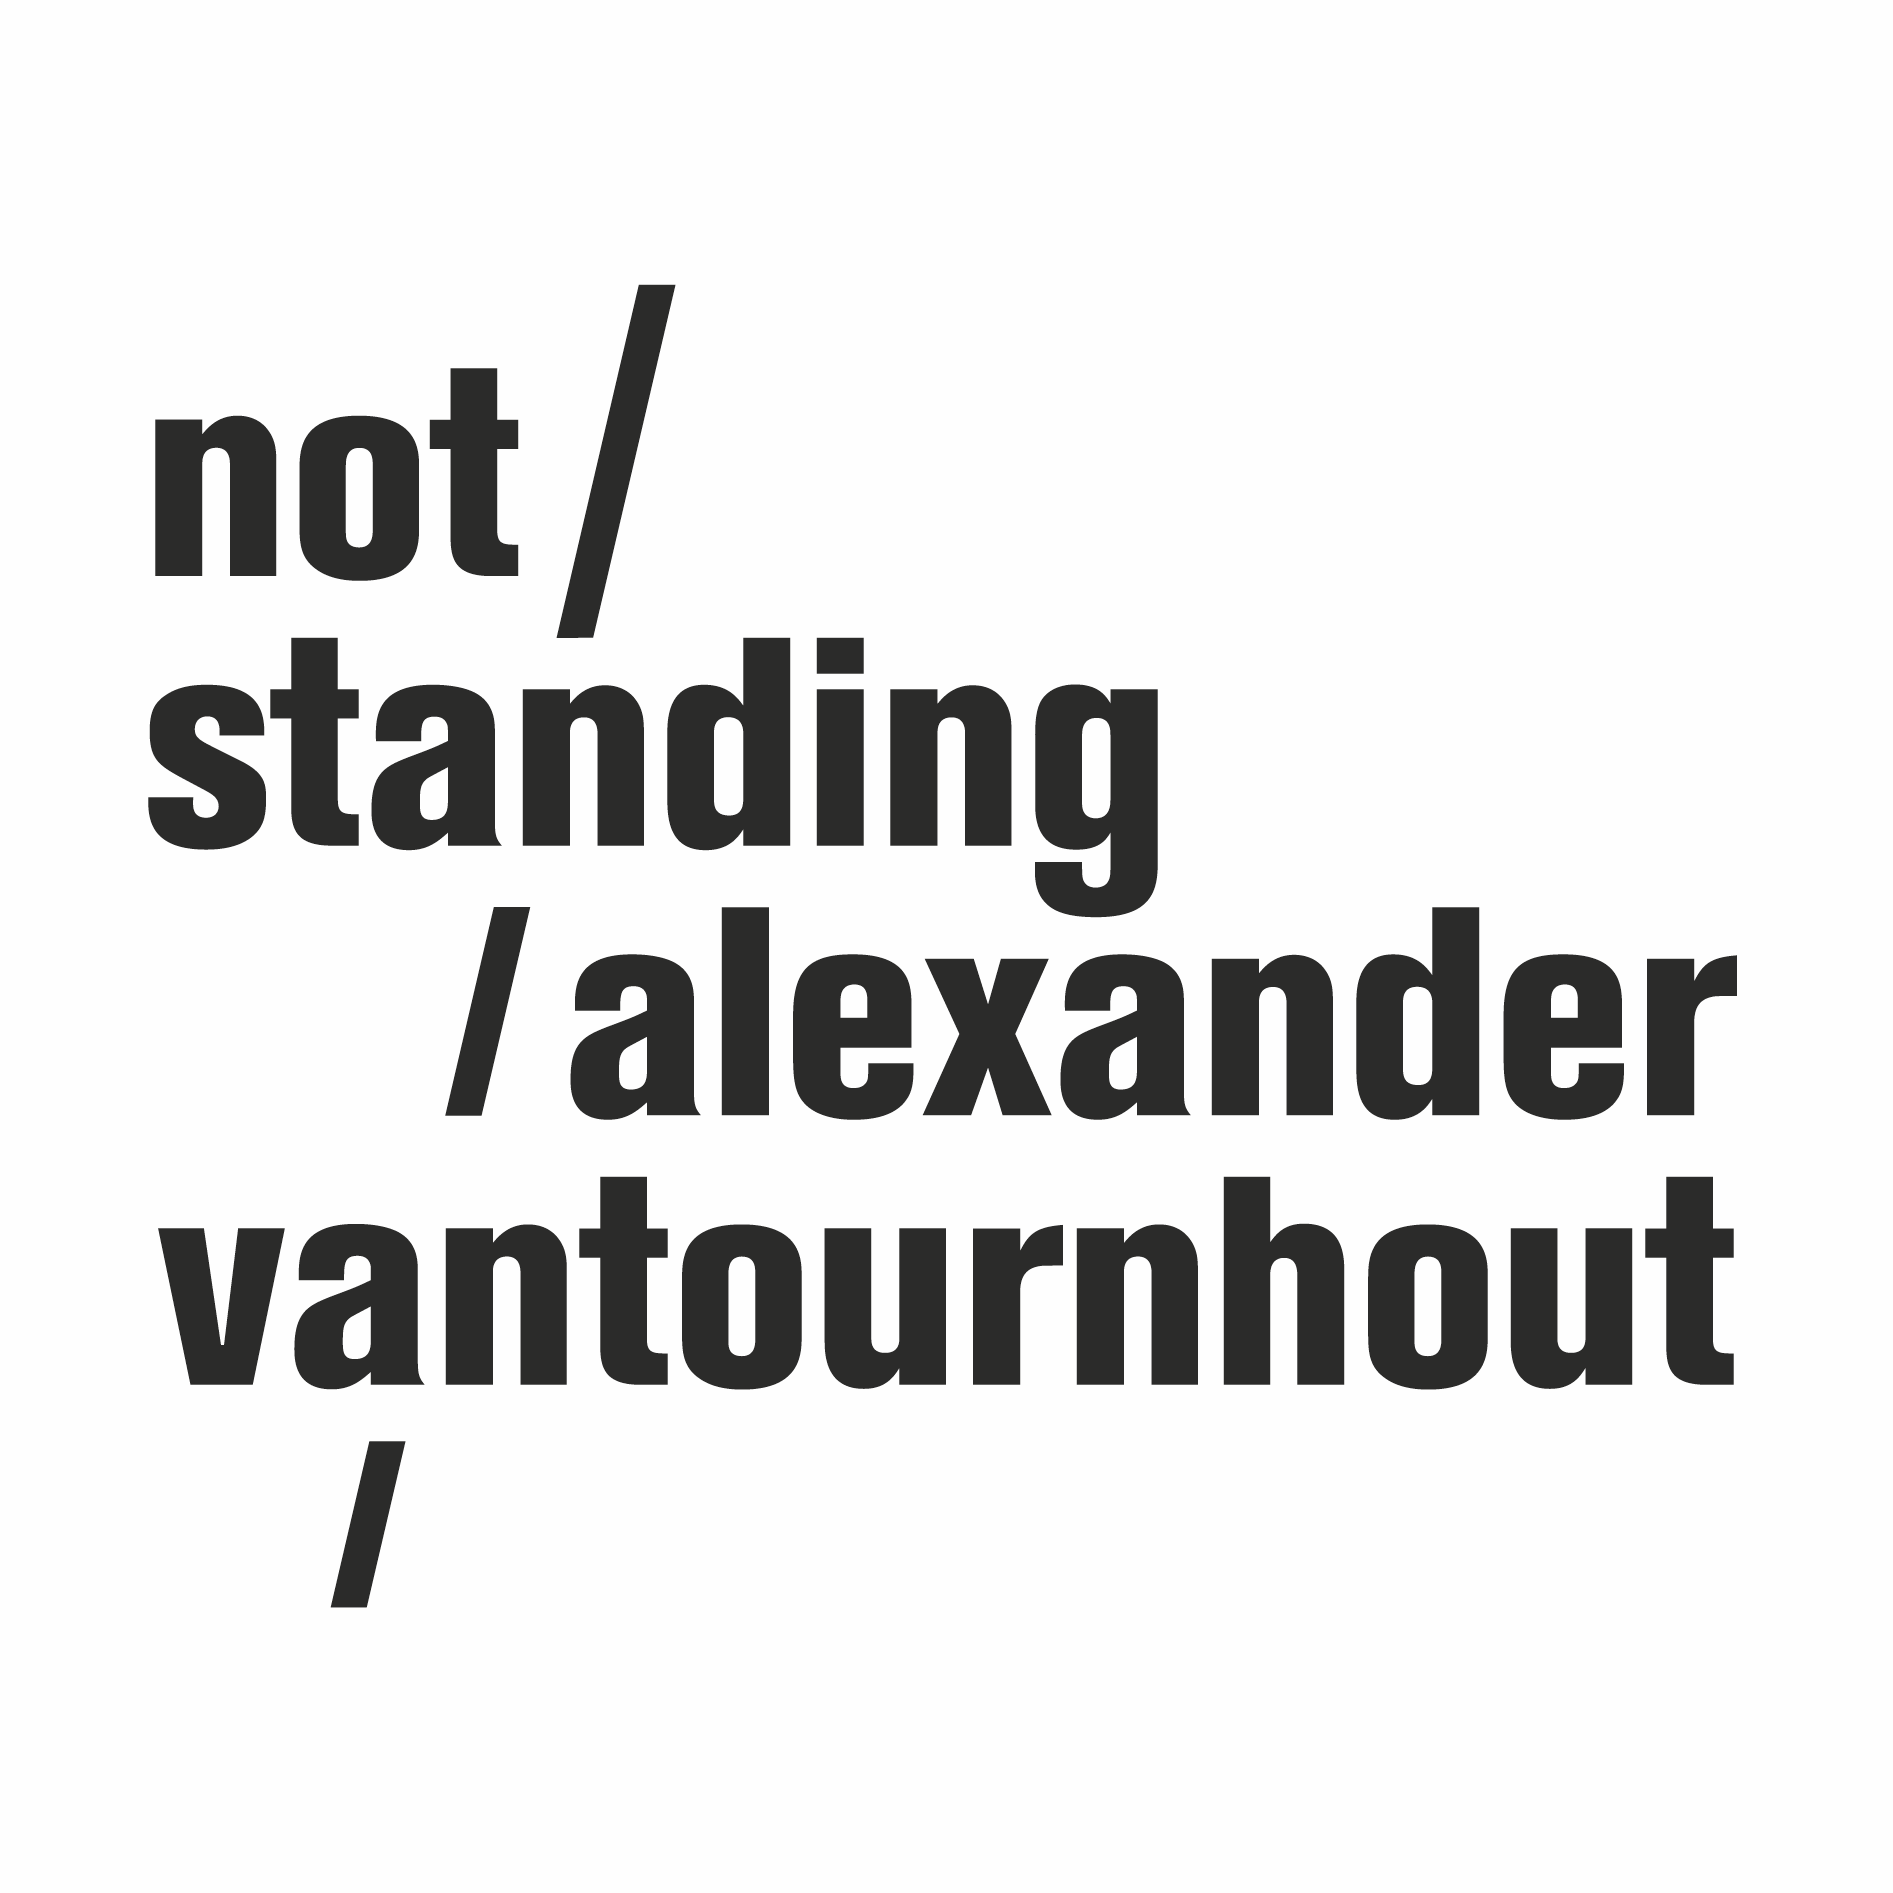 not /
standing
/ alexander
vantournhout
/